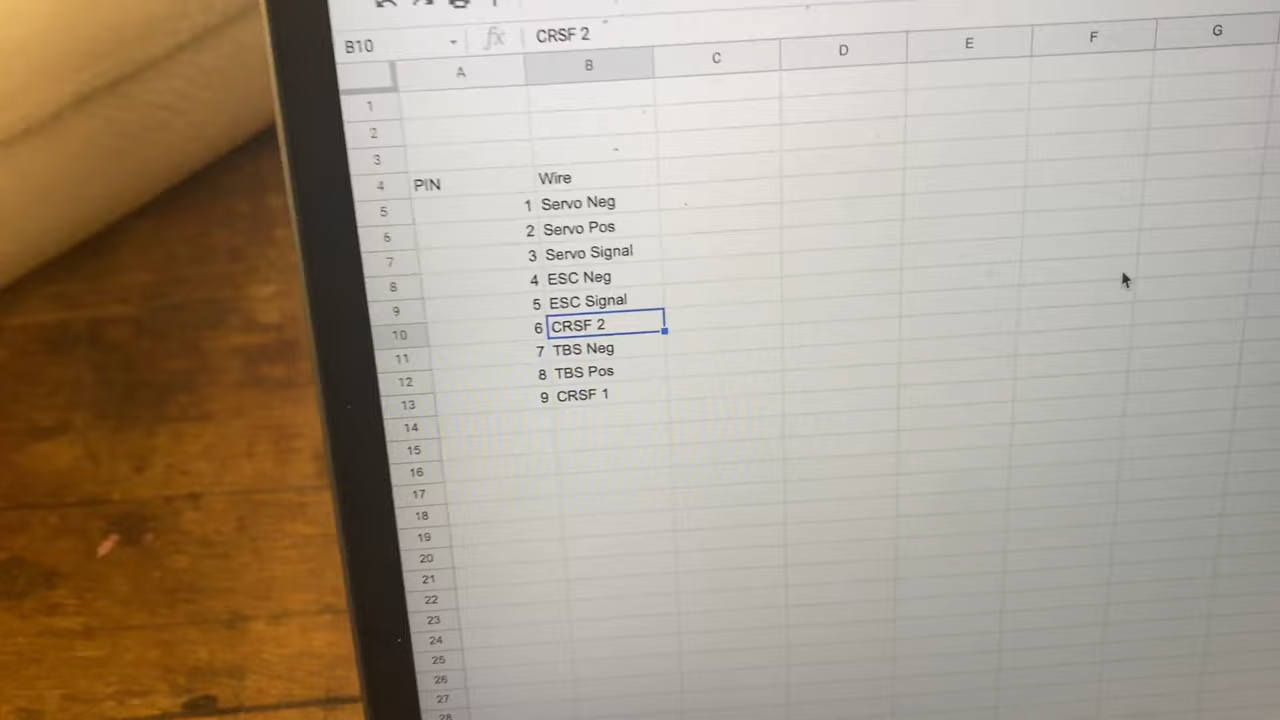 B10 fx CRSF 2
A B C D E F G
1
2
3
4 PIN Wire
5 1 Servo Neg
6 2 Servo Pos
7 3 Servo Signal
8 4 ESC Neg
9 5 ESC Signal
10 6 CRSF 2
11 7 TBS Neg
12 8 TBS Pos
13 9 CRSF 1
14
15
16
17
18
19
20
21
22
23
24
25
26
27
28